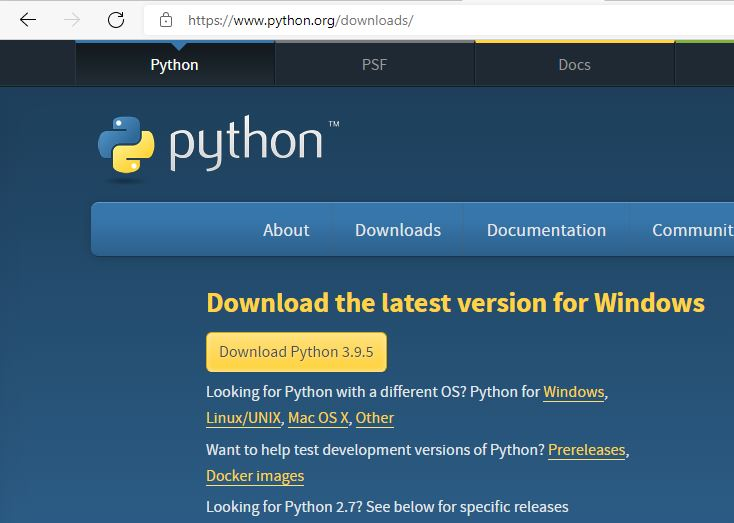 https://www.python.org/downloads/
Python PSF Docs
python™
About Downloads Documentation Communit
Download the latest version for Windows
Download Python 3.9.5
Looking for Python with a different OS? Python for Windows,
Linux/UNIX, Mac OS X, Other
Want to help test development versions of Python? Prereleases,
Docker images
Looking for Python 2.7? See below for specific releases